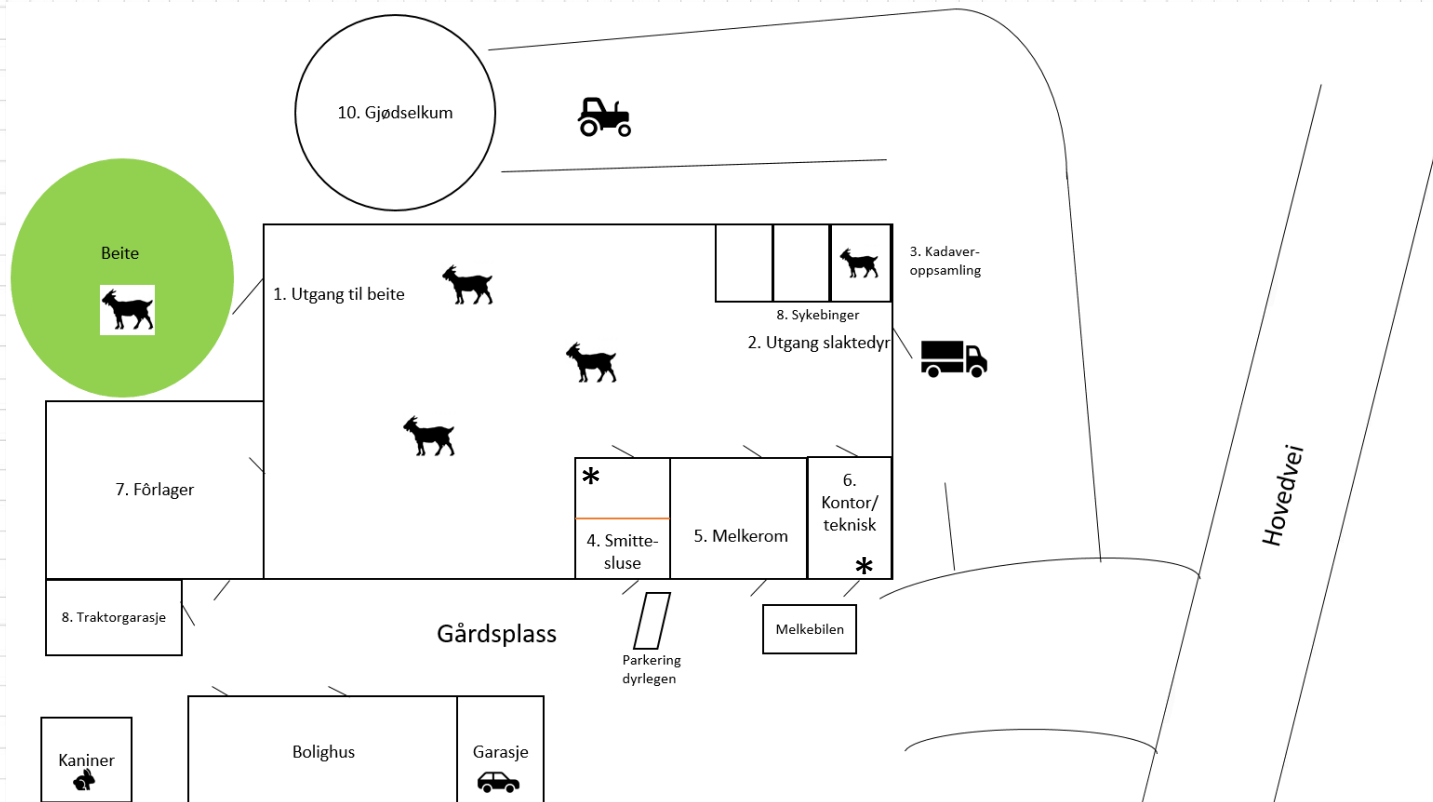 10. Gjødselkum
Beite
1. Utgang til beite
3. Kadaver-
oppsamling
8. Sykebinger
2. Utgang slaktedyr
7. Fôrlager
*
4. Smitte-
sluse
5. Melkerom
6.
Kontor/
teknisk
*
Hovedvei
8. Traktorgarasje
Gårdsplass
Parkering
dyrlegen
Melkebilen
Kaniner
Bolighus
Garasje